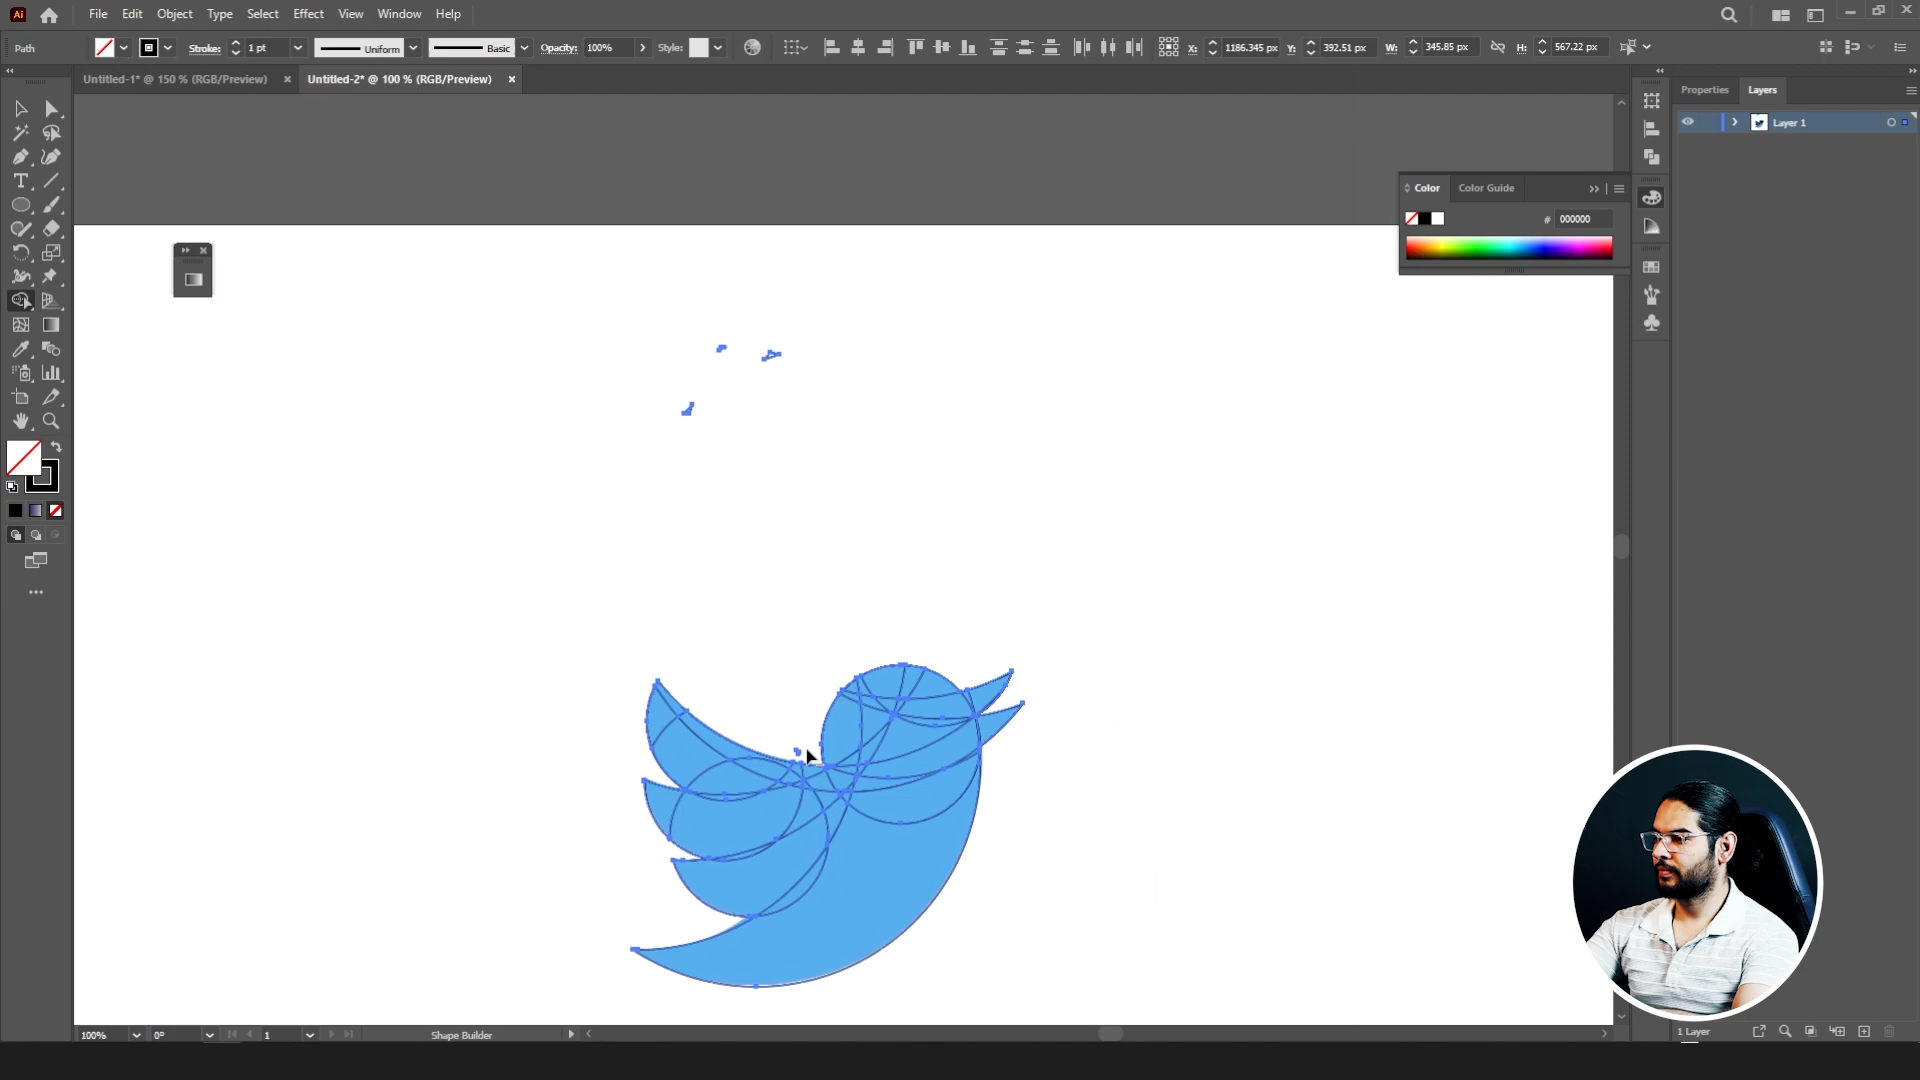 Ai File Edit Object Type Select Effect View Window Help
Path Stroke: 1 pt Uniform Basic Opacity: 100% Style: X: 1186.345 px Y: 392.51 px W: 345.85 px H: 567.22 px
Untitled-1* @ 150 % (RGB/Preview) × Untitled-2* @ 100 % (RGB/Preview) ×
Properties Layers
Layer 1
Color Color Guide
# 000000
100% 0° 1 Shape Builder
1 Layer